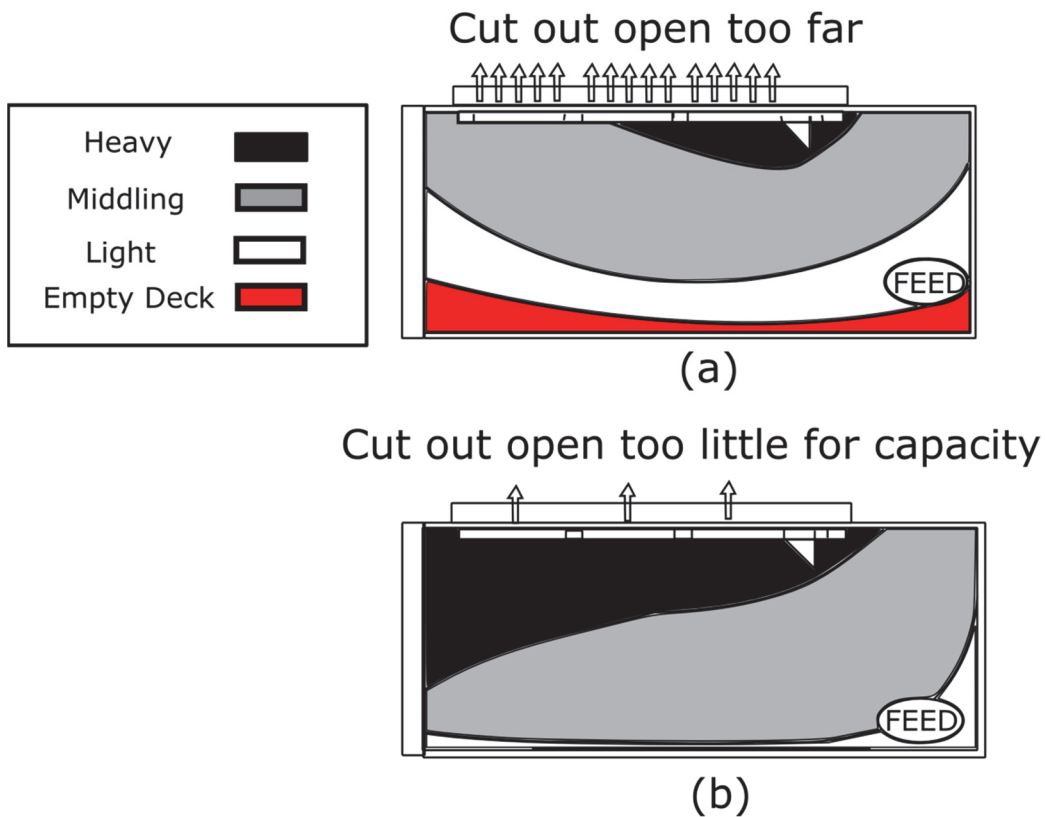 Cut out open too far
Heavy
Middling
Light
Empty Deck
FEED
(a)
Cut out open too little for capacity
FEED
(b)